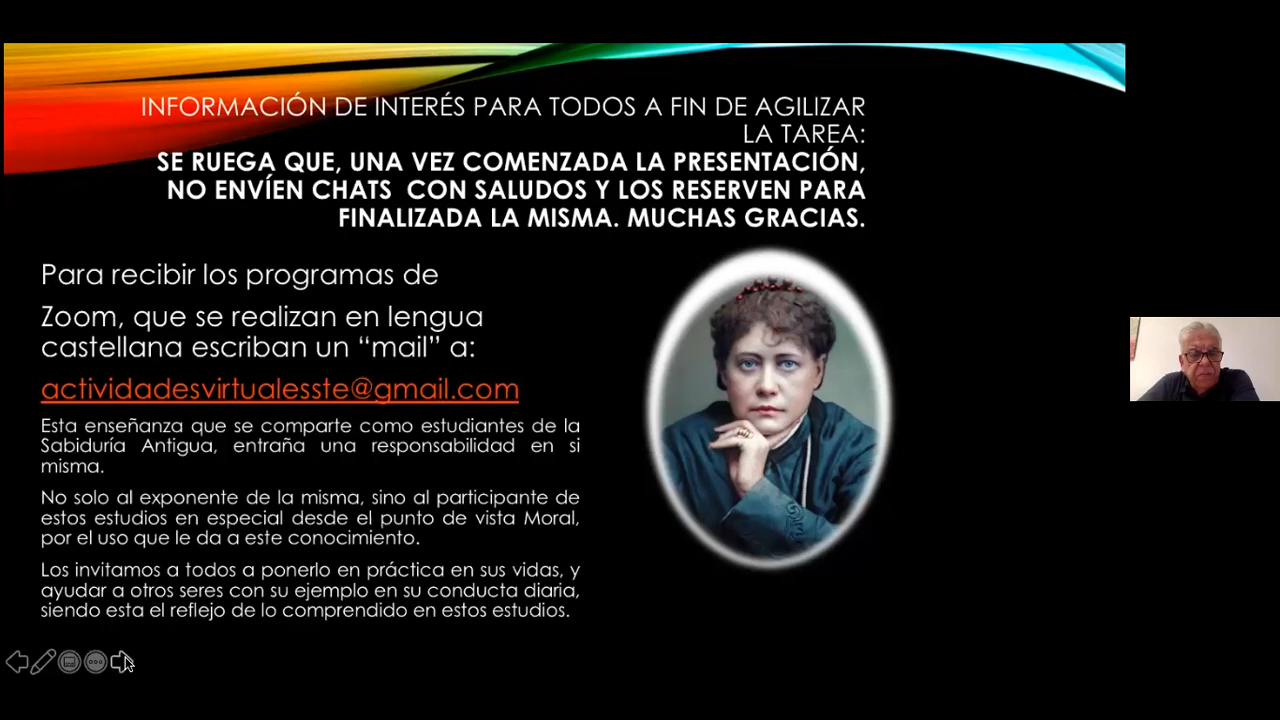 INFORMACIÓN DE INTERÉS PARA TODOS A FIN DE AGILIZAR
LA TAREA:
SE RUEGA QUE, UNA VEZ COMENZADA LA PRESENTACIÓN,
NO ENVÍEN CHATS CON SALUDOS Y LOS RESERVEN PARA
FINALIZADA LA MISMA. MUCHAS GRACIAS.
Para recibir los programas de
Zoom, que se realizan en lengua
castellana escriban un “mail” a:
actividadesvirtualesste@gmail.com
Esta enseñanza que se comparte como estudiantes de la
Sabiduría Antigua, entraña una responsabilidad en si
misma.
No solo al exponente de la misma, sino al participante de
estos estudios en especial desde el punto de vista Moral,
por el uso que le da a este conocimiento.
Los invitamos a todos a ponerlo en práctica en sus vidas, y
ayudar a otros seres con su ejemplo en su conducta diaria,
siendo esta el reflejo de lo comprendido en estos estudios.